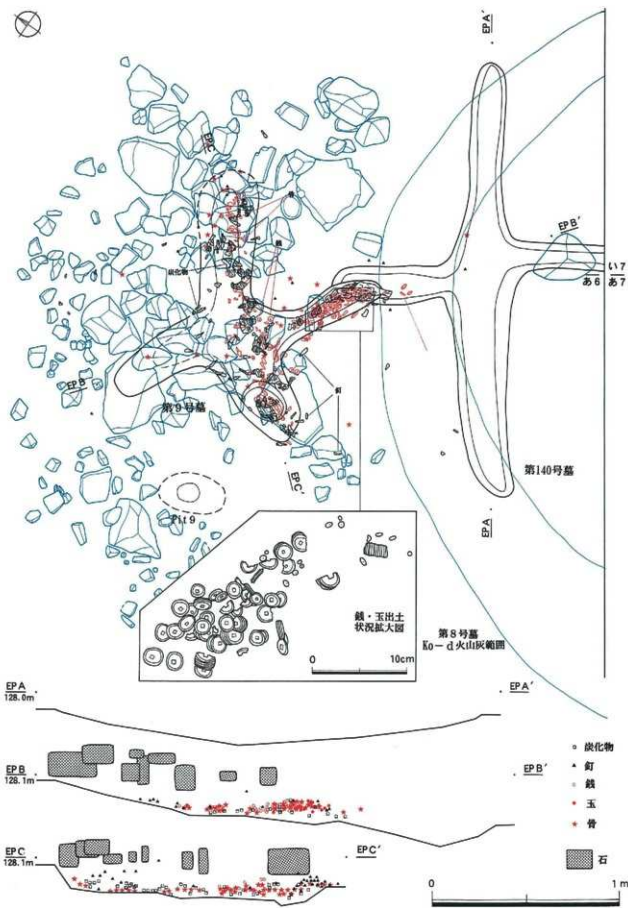 EPA′
EPC
骨
銭
炭化物
EPB′
い7
あ6
あ7
EPB
第9号墓
釘
EPC′
第140号墓
Pit9
EPA
銭・玉出土
状況拡大図
0 10cm
第8号墓
Ko-d火山灰範囲
EPA
128.0m
EPA′
EPB
128.1m
EPB′
EPC
128.1m
EPC′
炭化物
釘
銭
玉
骨
石
0 1m